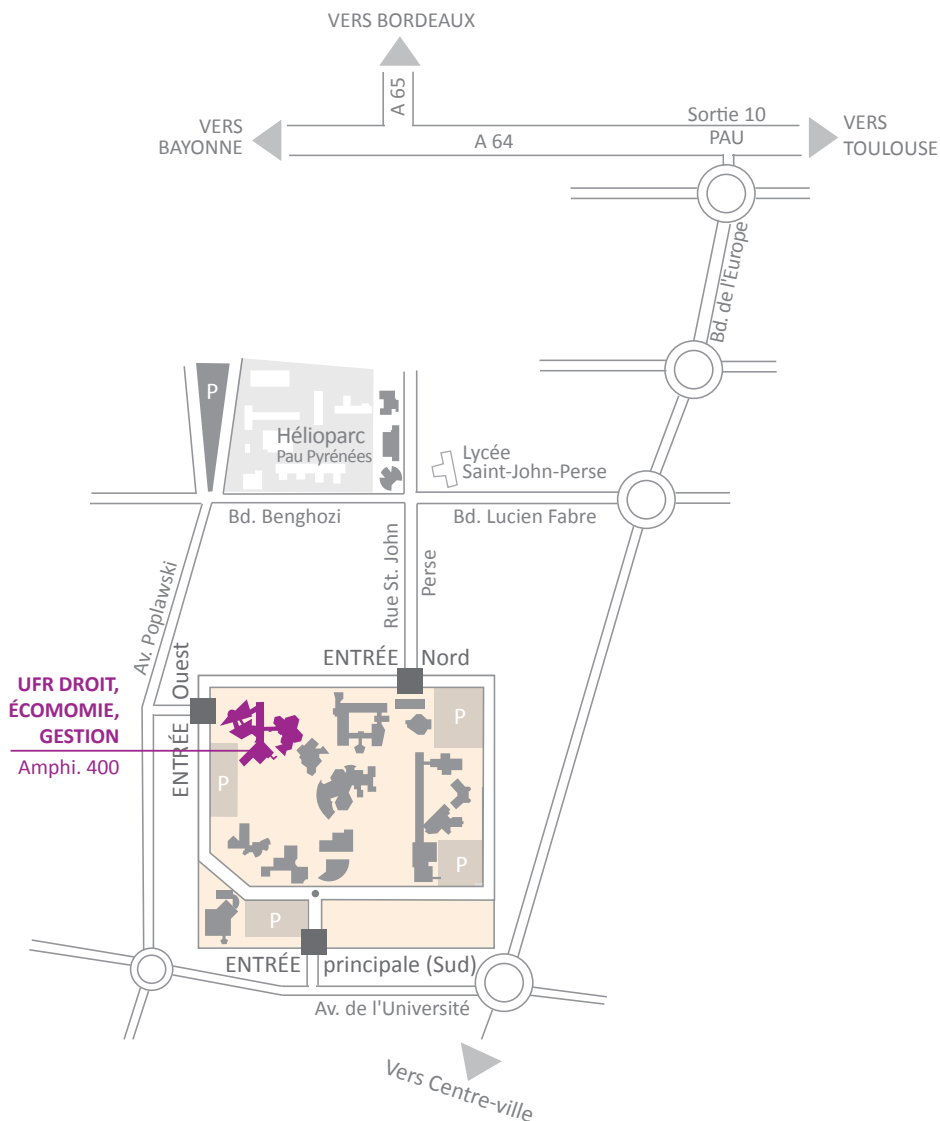 VERS BORDEAUX
A 65
VERS
BAYONNE
A 64
Sortie 10
PAU
VERS
TOULOUSE
Bd. de l'Europe
P
Hélioparc
Pau Pyrénées
Lycée
Saint-John-Perse
Bd. Benghozi
Bd. Lucien Fabre
Av. Poplawski
Rue St. John
Perse
ENTRÉE Nord
ENTRÉE Ouest
UFR DROIT,
ÉCOMOMIE,
GESTION
Amphi. 400
P
P
P
P
ENTRÉE principale (Sud)
Av. de l'Université
Vers Centre-ville